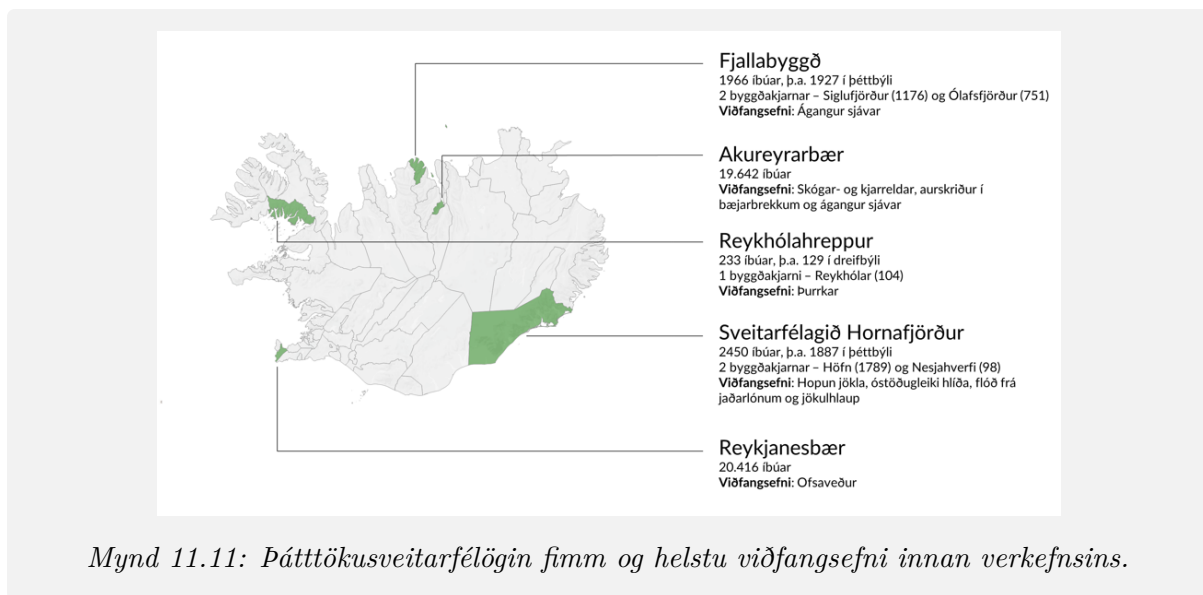 Fjallabyggð
1966 íbúar, þ.a. 1927 í þéttbýli
2 byggðakjarnar – Siglufjörður (1176) og Ólafsfjörður (751)
Viðfangsefni: Ágangur sjávar
Akureyrarbær
19.642 íbúar
Viðfangsefni: Skógar- og kjarreldar, aurskriður í
bæjarbrekkum og ágangur sjávar
Reykhólahreppur
233 íbúar, þ.a. 129 í dreifbýli
1 byggðakjarni – Reykhólar (104)
Viðfangsefni: Þurrkar
Sveitarfélagið Hornafjörður
2450 íbúar, þ.a. 1887 í þéttbýli
2 byggðakjarnar – Höfn (1789) og Nesjahverfi (98)
Viðfangsefni: Hopun jökla, óstöðugleiki hlíða, flóð frá
jaðarlónum og jökulhlaup
Reykjanesbær
20.416 íbúar
Viðfangsefni: Ofsaveður
Mynd 11.11: Þátttökusveitarfélögin fimm og helstu viðfangsefni innan verkefnsins.